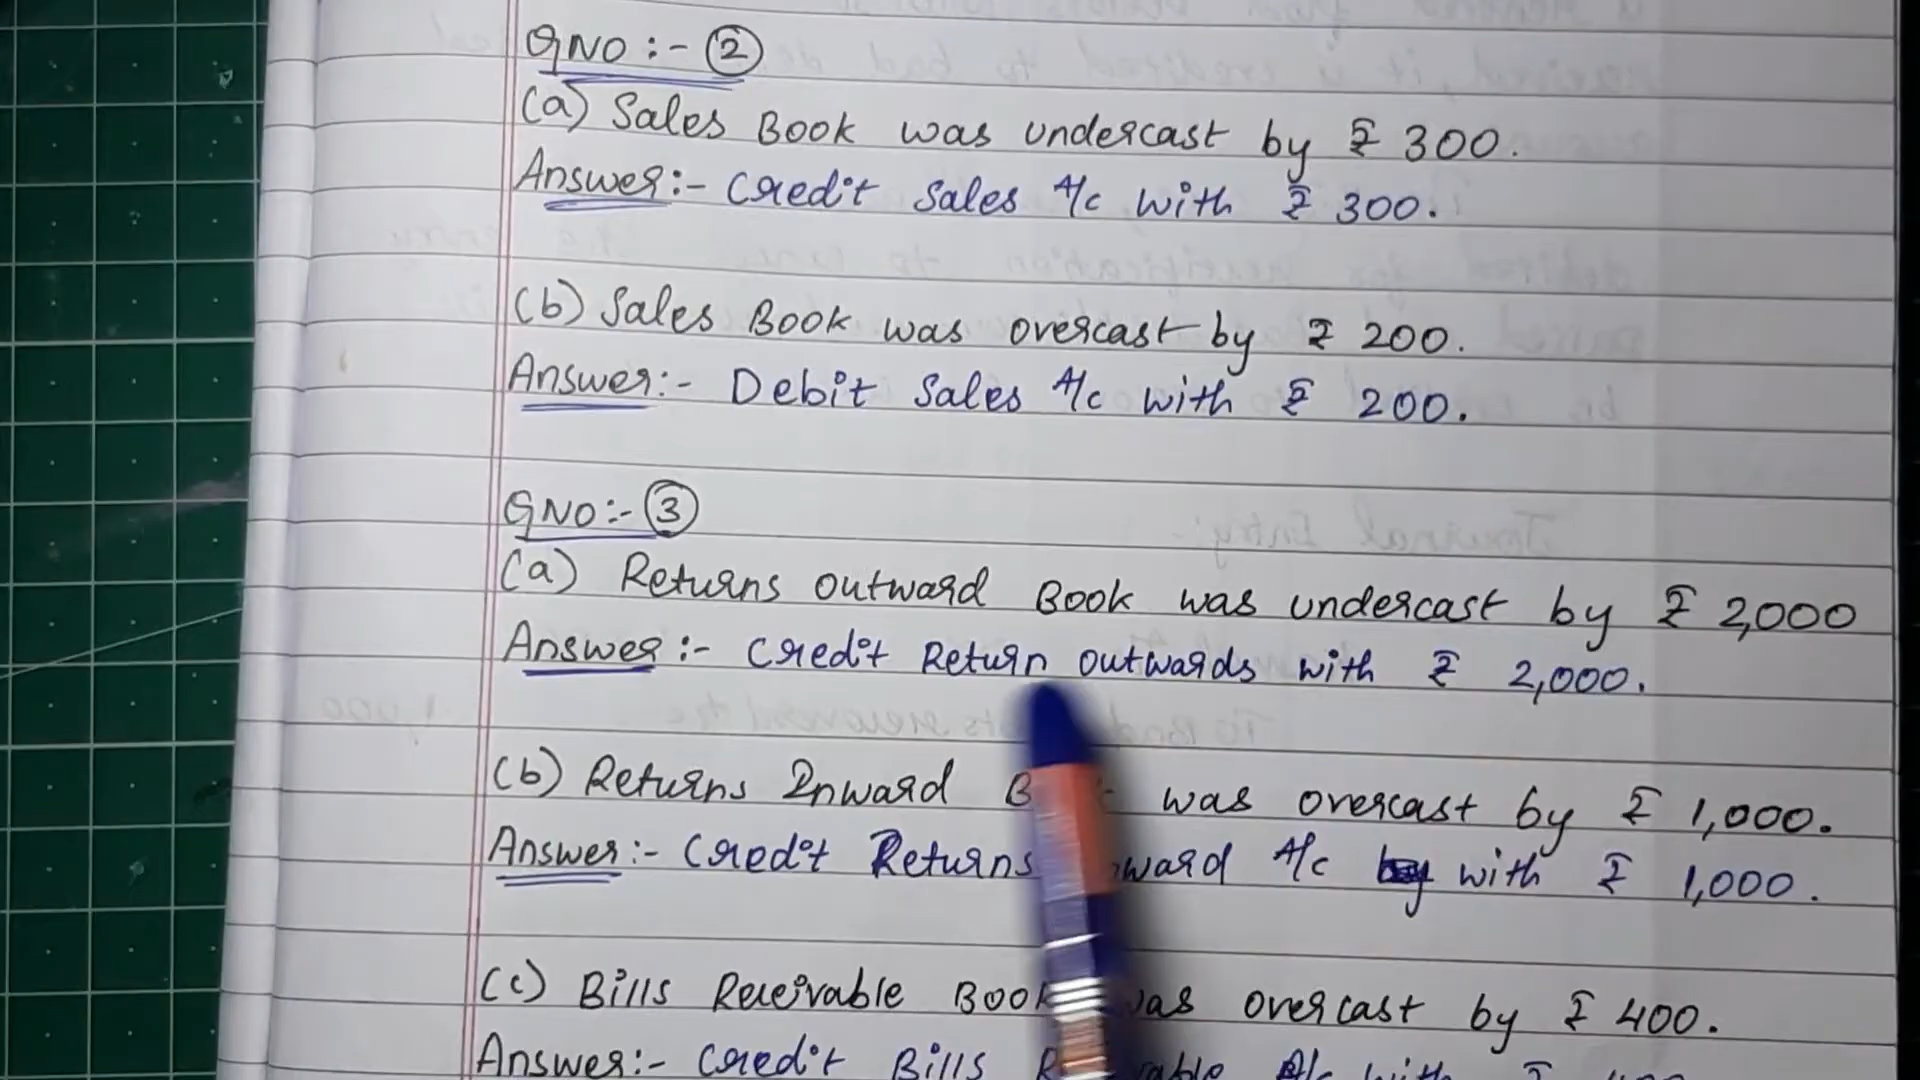 QNO :- ②
(a) Sales Book was undercast by ₹ 300.
Answer:- Credit Sales A/c with ₹ 300.
(b) Sales Book was overcast by ₹ 200.
Answer:- Debit Sales A/c with ₹ 200.
QNO:- ③
(a) Returns outward Book was undercast by ₹ 2,000
Answer :- Credit Return outwards with ₹ 2,000.
(b) Returns Inward was overcast by ₹ 1,000.
Answer:- Credit Returns A/c with ₹ 1,000.
(c) Bills Receivable Book was overcast by ₹ 400.
Answer:- Credit Bills A/c with ₹